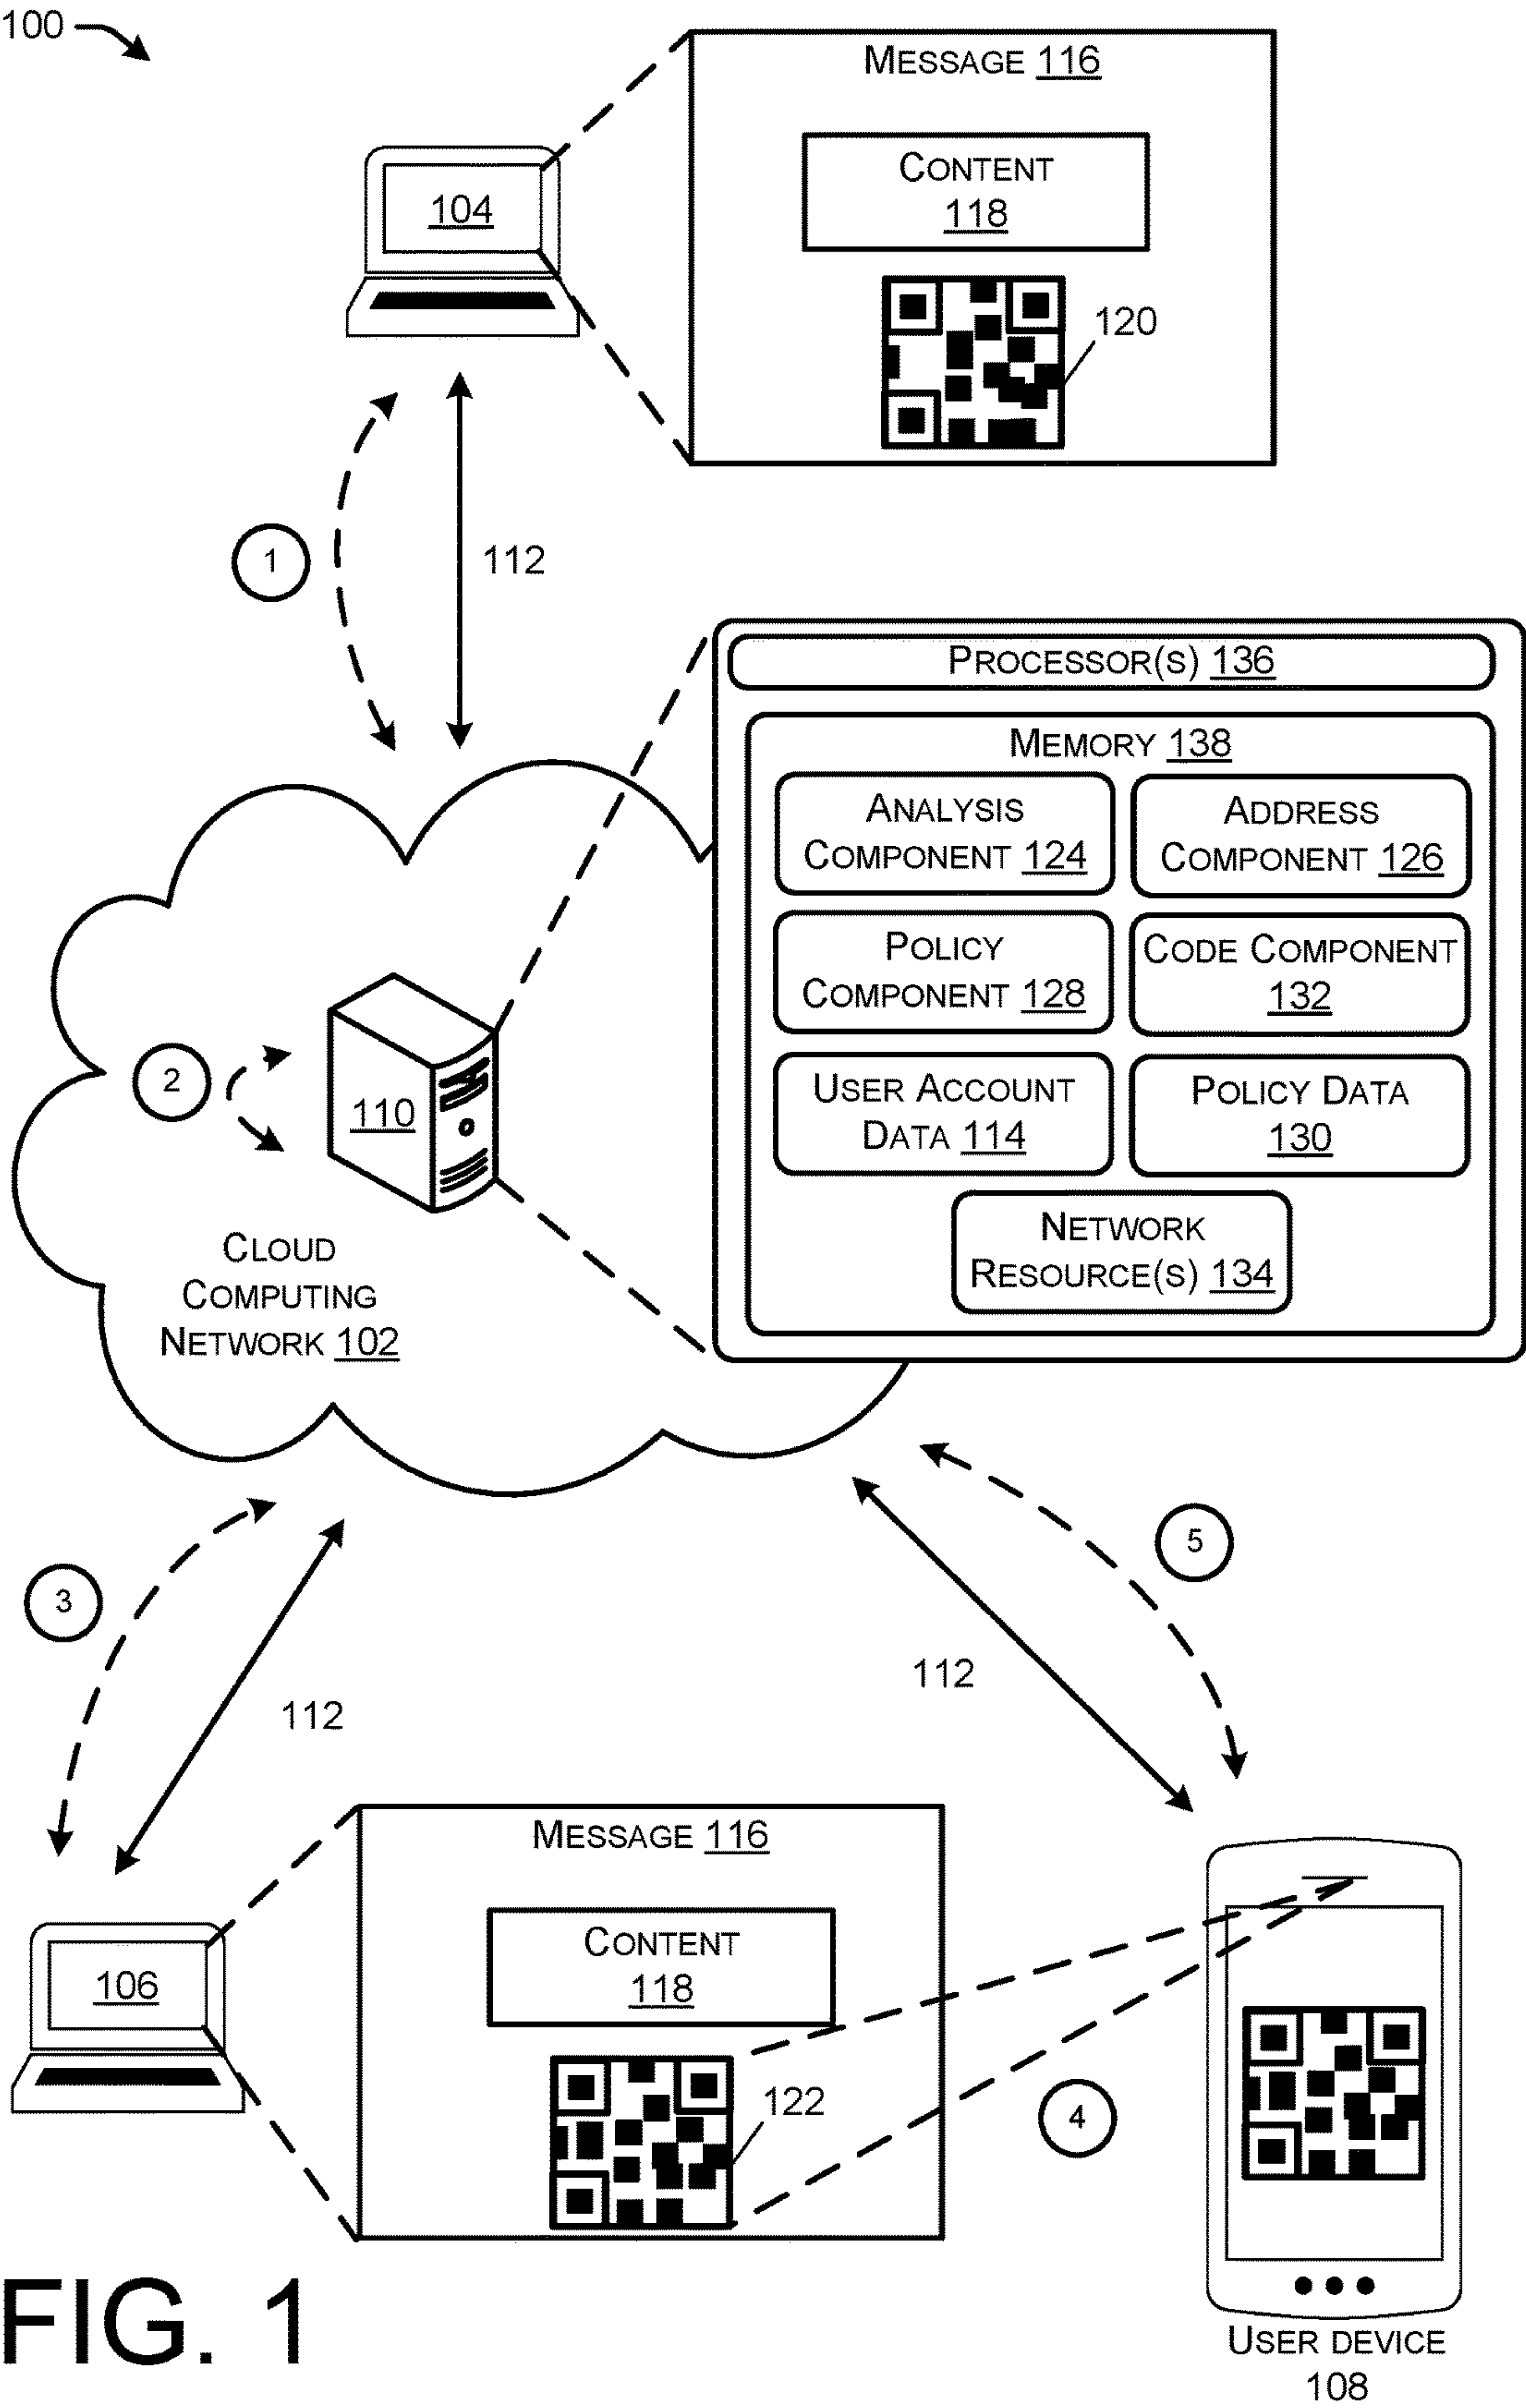 100
MESSAGE 116
CONTENT
118
104
120
1
112
PROCESSOR(S) 136
MEMORY 138
ANALYSIS
COMPONENT 124
ADDRESS
COMPONENT 126
POLICY
COMPONENT 128
CODE COMPONENT
132
USER ACCOUNT
DATA 114
POLICY DATA
130
NETWORK
RESOURCE(S) 134
2
110
CLOUD
COMPUTING
NETWORK 102
3
112
112
5
MESSAGE 116
CONTENT
118
106
122
4
FIG. 1
USER DEVICE
108